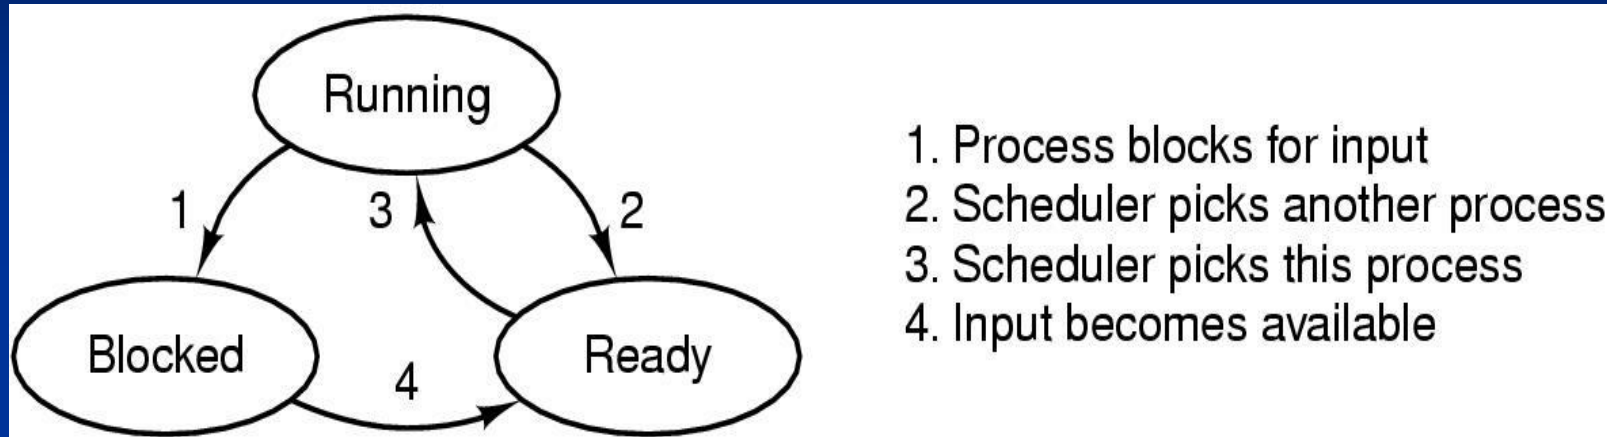 Running
1
3
2
Blocked
4
Ready
1. Process blocks for input
2. Scheduler picks another process
3. Scheduler picks this process
4. Input becomes available